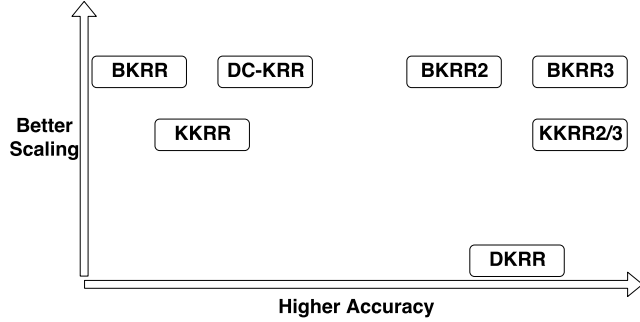 BKRR
DC-KRR
BKRR2
BKRR3
Better
Scaling
KKRR
KKRR2/3
DKRR
Higher Accuracy